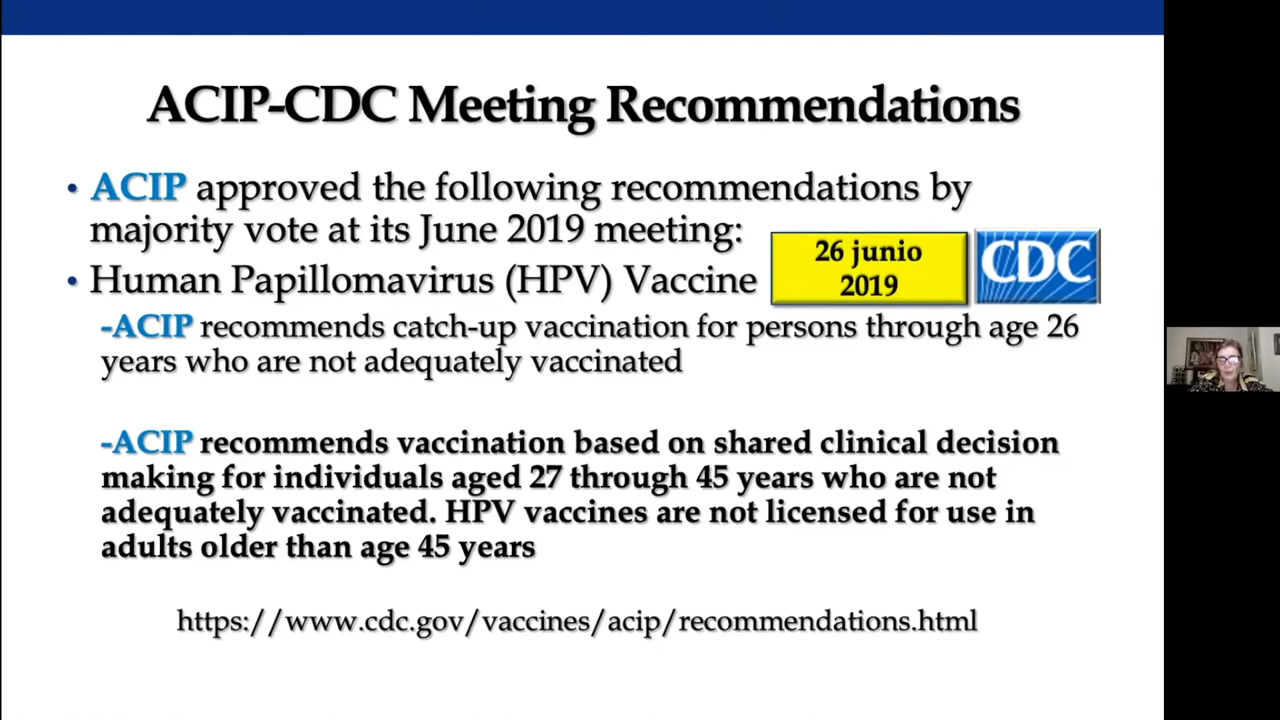 ACIP-CDC Meeting Recommendations
• ACIP approved the following recommendations by
majority vote at its June 2019 meeting:
• Human Papillomavirus (HPV) Vaccine
26 junio
2019
CDC
-ACIP recommends catch-up vaccination for persons through age 26
years who are not adequately vaccinated
-ACIP recommends vaccination based on shared clinical decision
making for individuals aged 27 through 45 years who are not
adequately vaccinated. HPV vaccines are not licensed for use in
adults older than age 45 years
https://www.cdc.gov/vaccines/acip/recommendations.html